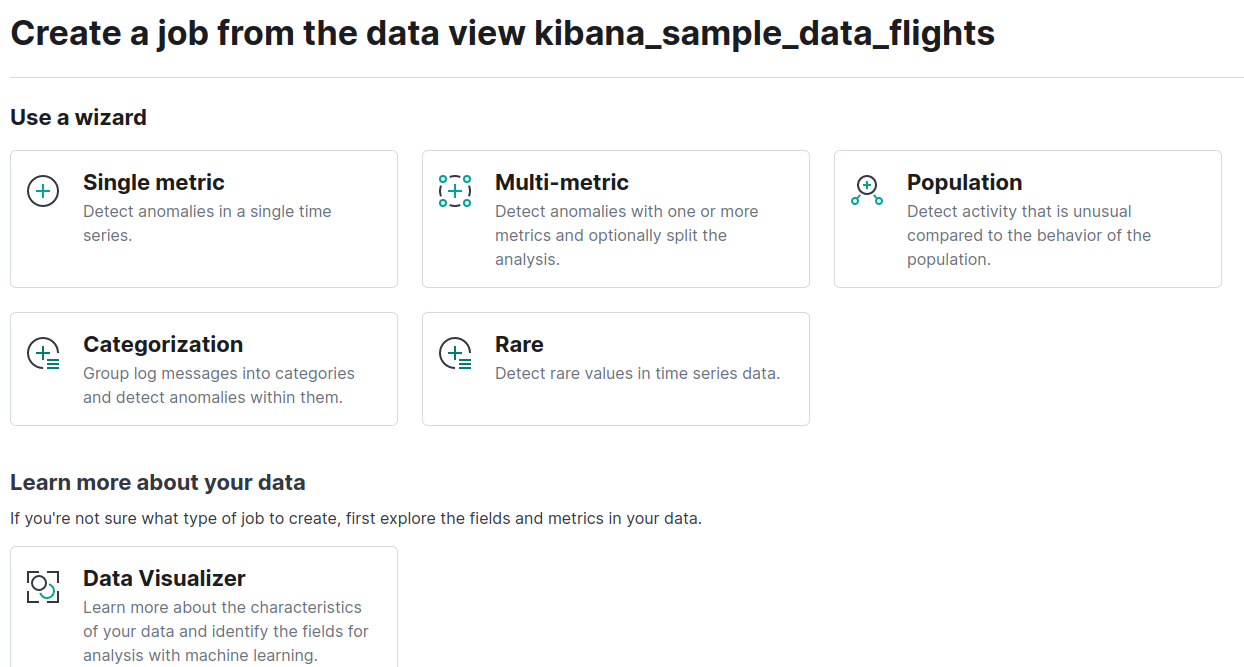 Create a job from the data view kibana_sample_data_flights
Use a wizard
Single metric
Detect anomalies in a single time
series.
Multi-metric
Detect anomalies with one or more
metrics and optionally split the
analysis.
Population
Detect activity that is unusual
compared to the behavior of the
population.
Categorization
Group log messages into categories
and detect anomalies within them.
Rare
Detect rare values in time series data.
Learn more about your data
If you're not sure what type of job to create, first explore the fields and metrics in your data.
Data Visualizer
Learn more about the characteristics
of your data and identify the fields for
analysis with machine learning.